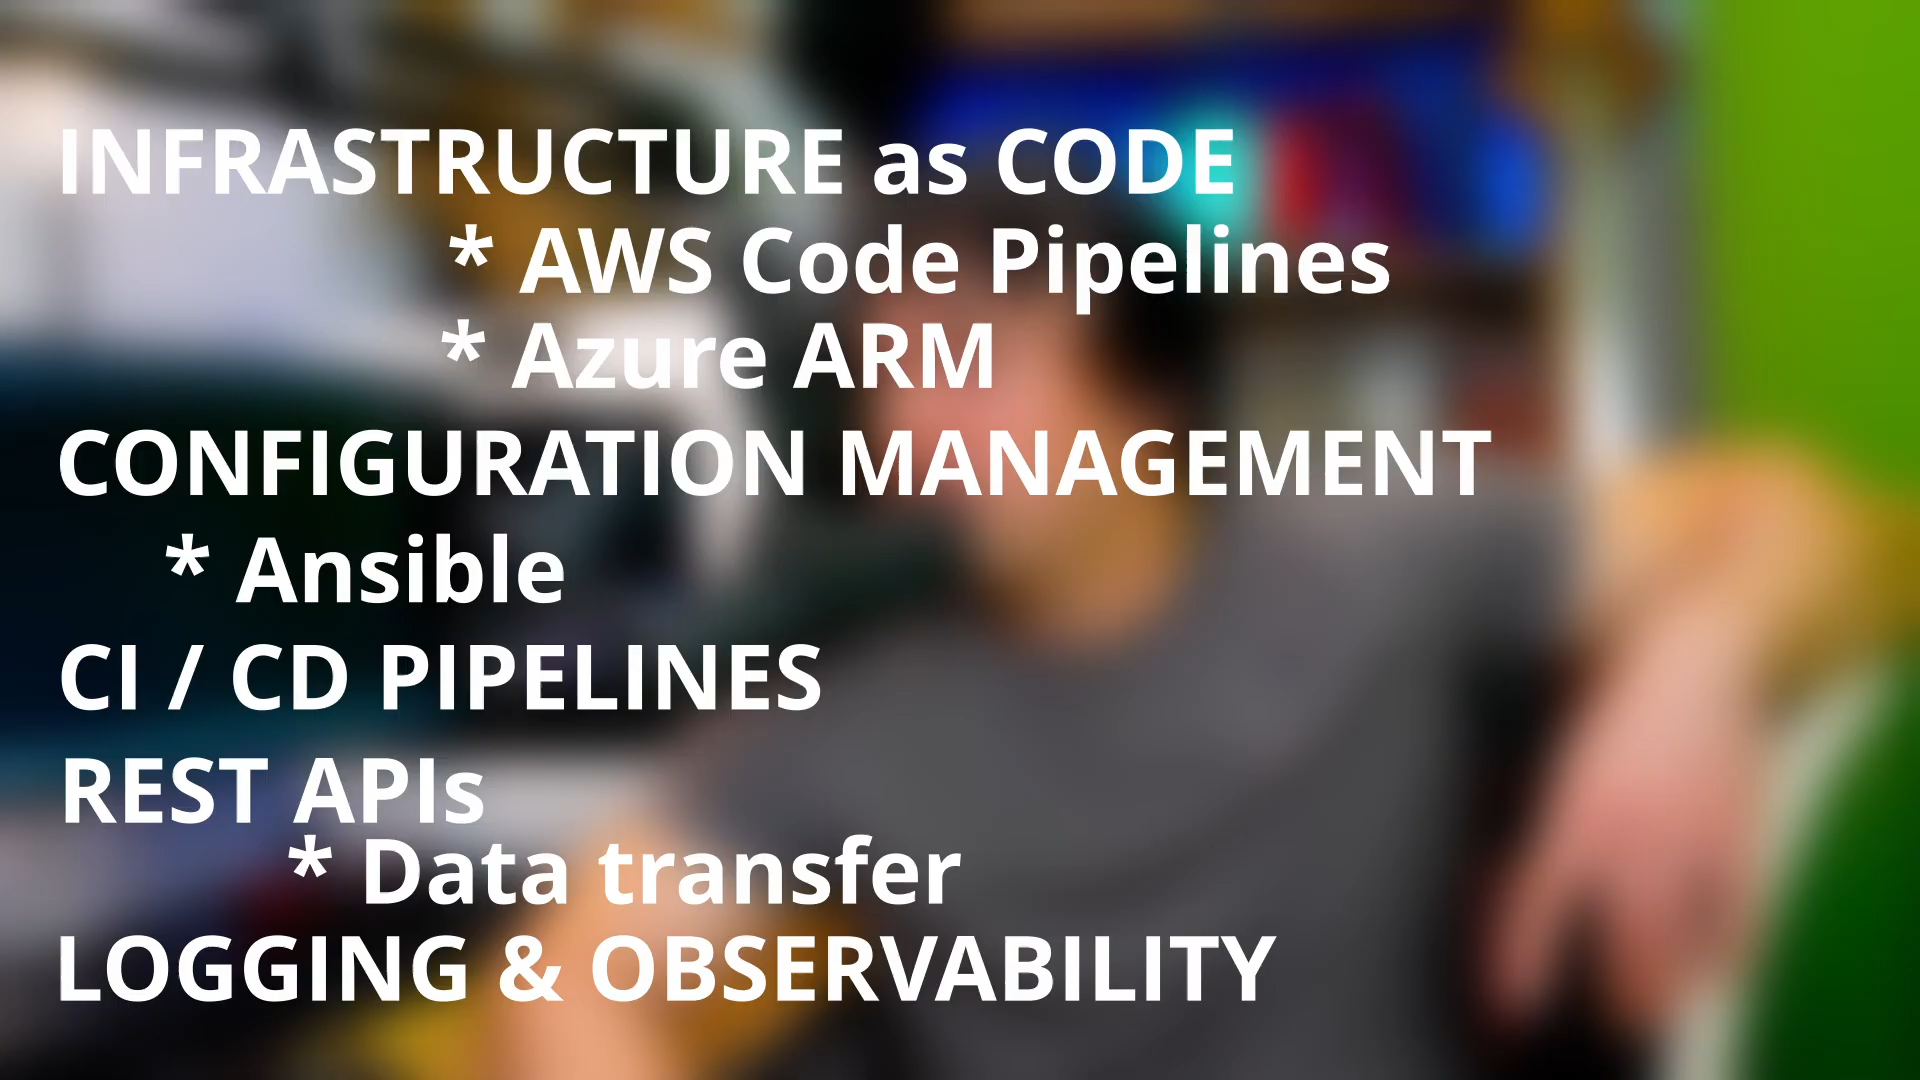 INFRASTRUCTURE as CODE
* AWS Code Pipelines
* Azure ARM
CONFIGURATION MANAGEMENT
* Ansible
CI / CD PIPELINES
REST APIs
* Data transfer
LOGGING & OBSERVABILITY